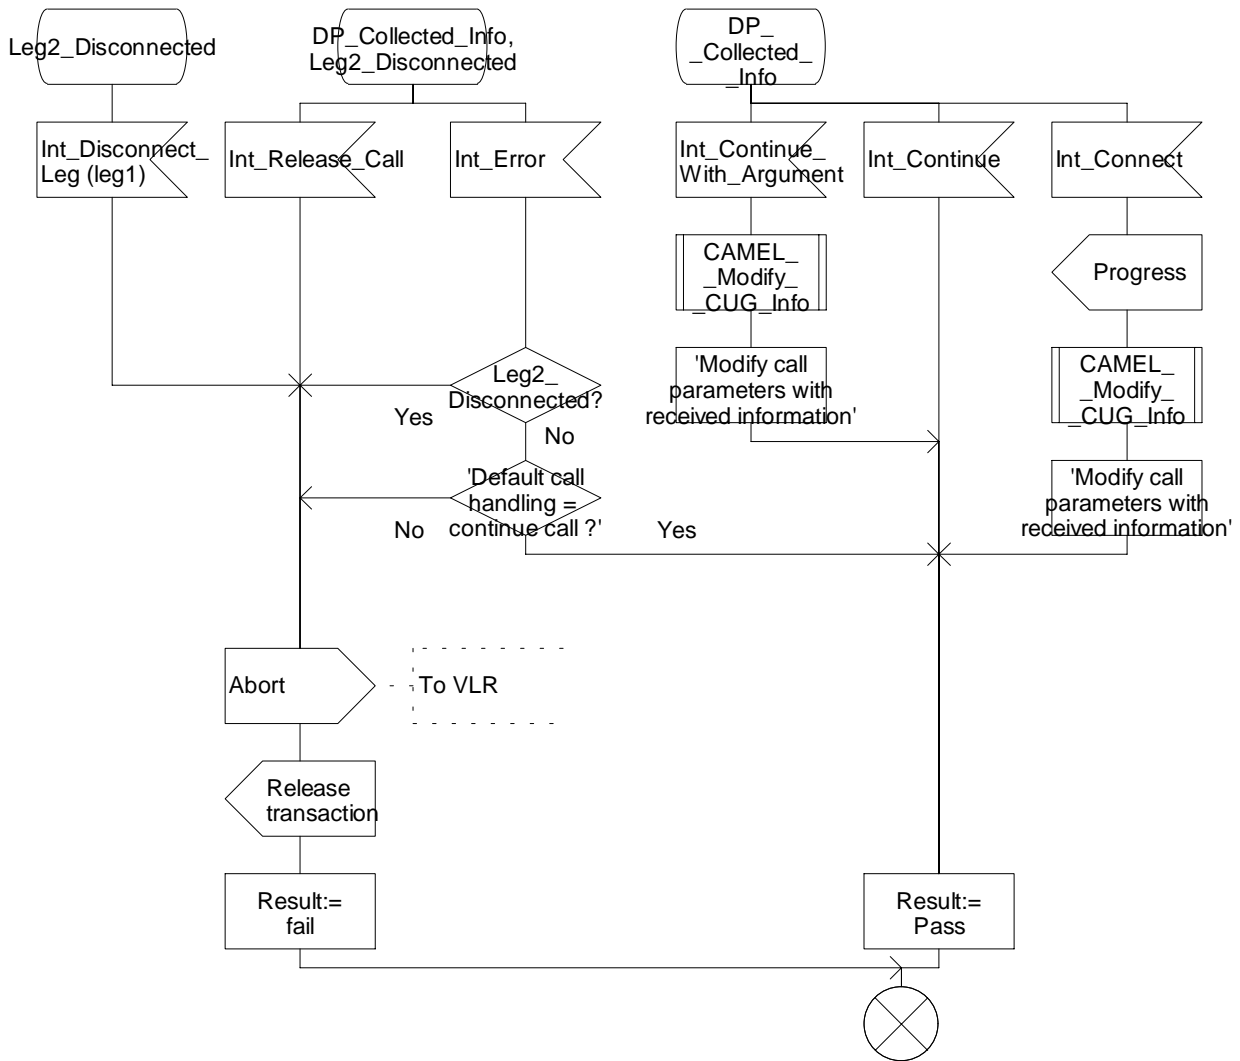 Leg2_Disconnected
DP_Collected_Info,
Leg2_Disconnected
DP_
_Collected_
_Info
Int_Disconnect_
Leg (leg1)
Int_Release_Call
Int_Error
Int_Continue_
With_Argument
Int_Continue
Int_Connect
CAMEL_
_Modify_
_CUG_Info
Progress
Leg2_
Disconnected?
Yes
No
'Modify call
parameters with
received information'
CAMEL_
_Modify_
_CUG_Info
'Default call
handling =
continue call ?'
No
Yes
'Modify call
parameters with
received information'
Abort
To VLR
Release
transaction
Result:=
fail
Result:=
Pass